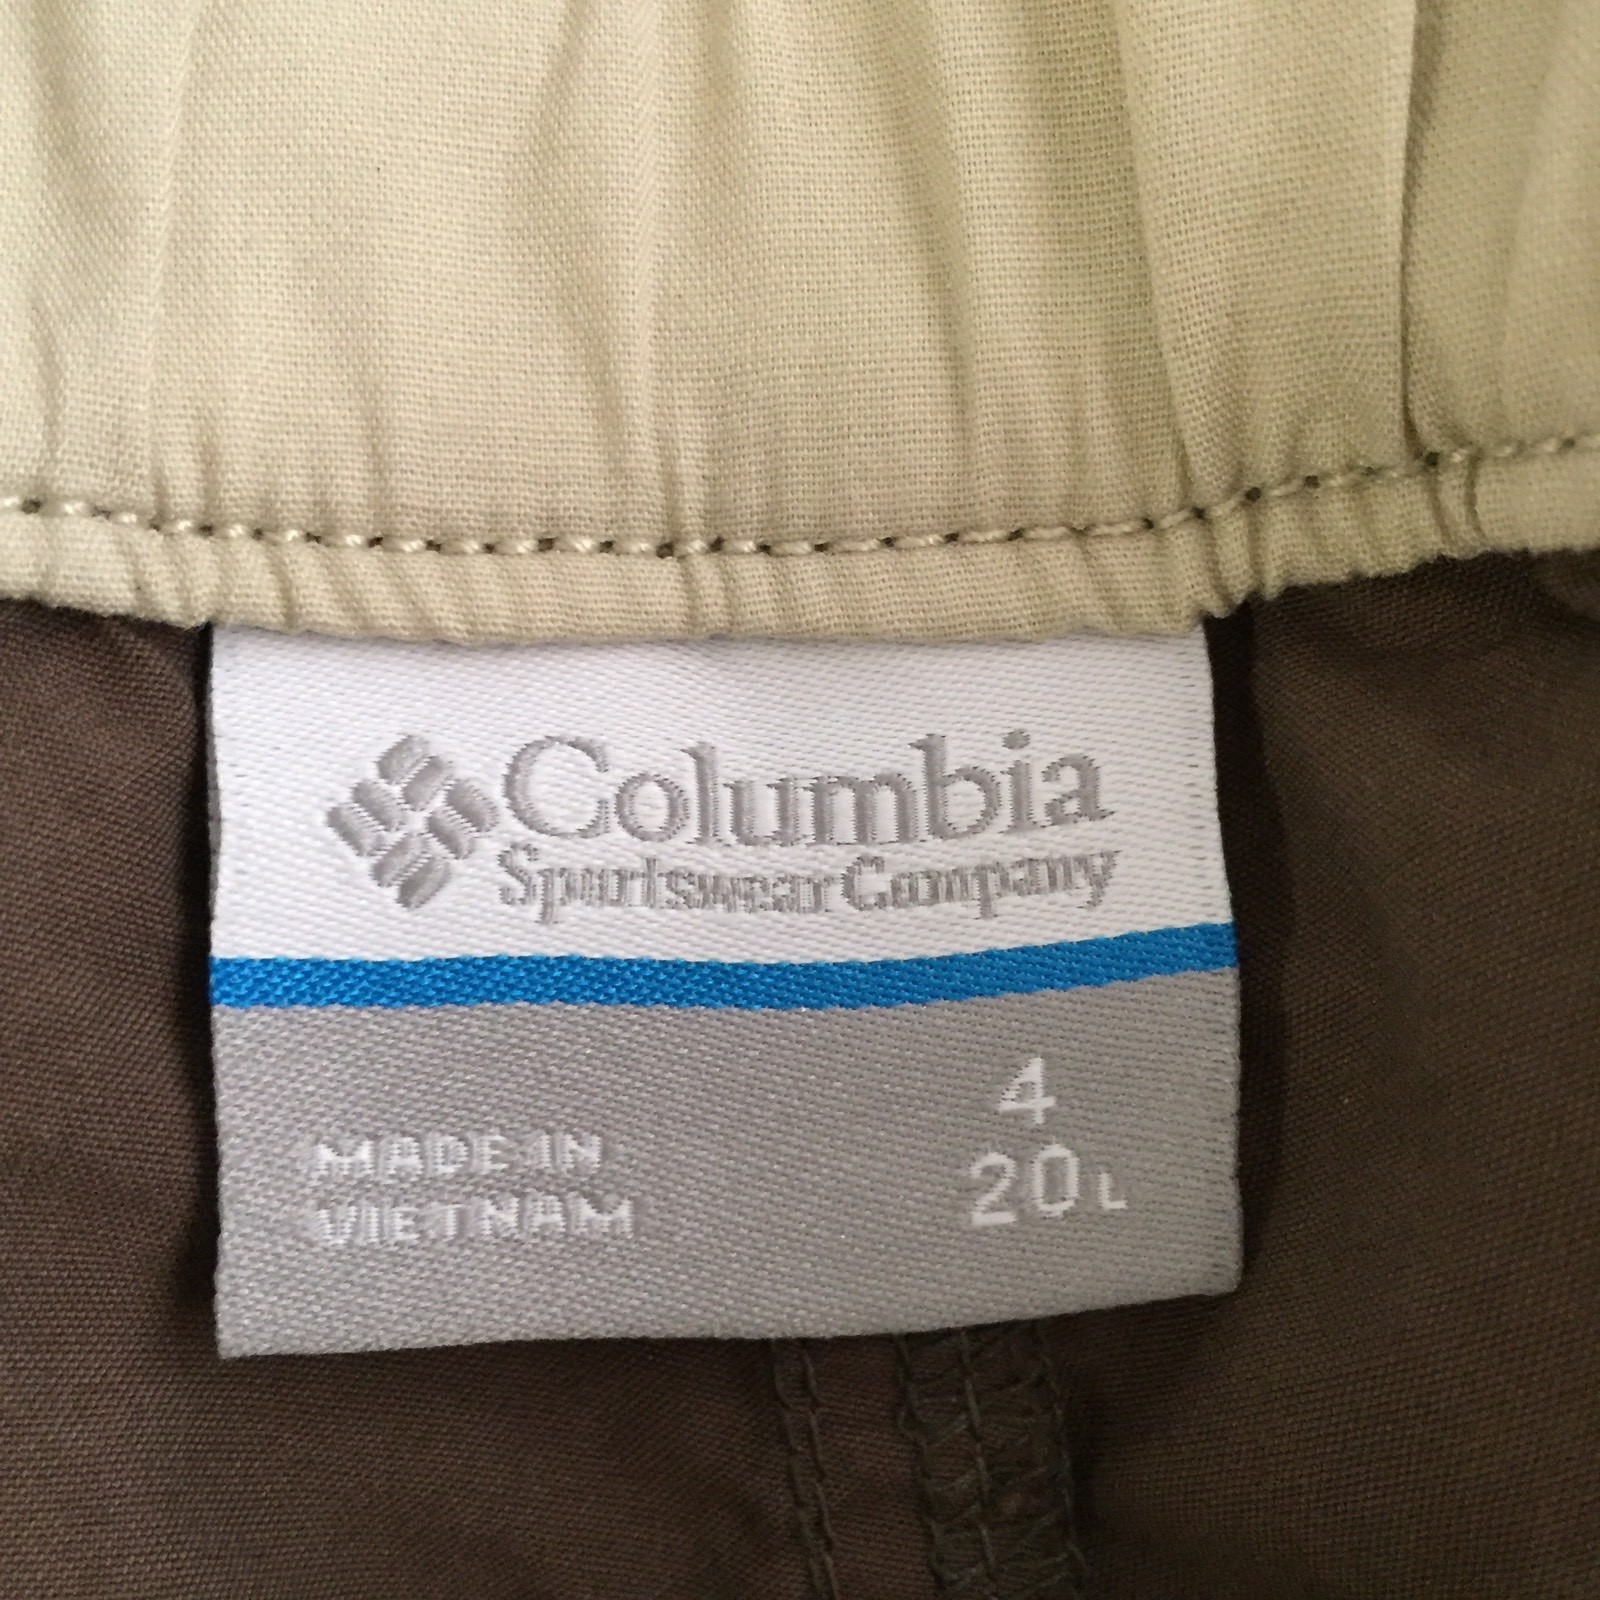 Columbia
Sportswear Company
MADE IN
VIETNAM
4
20L